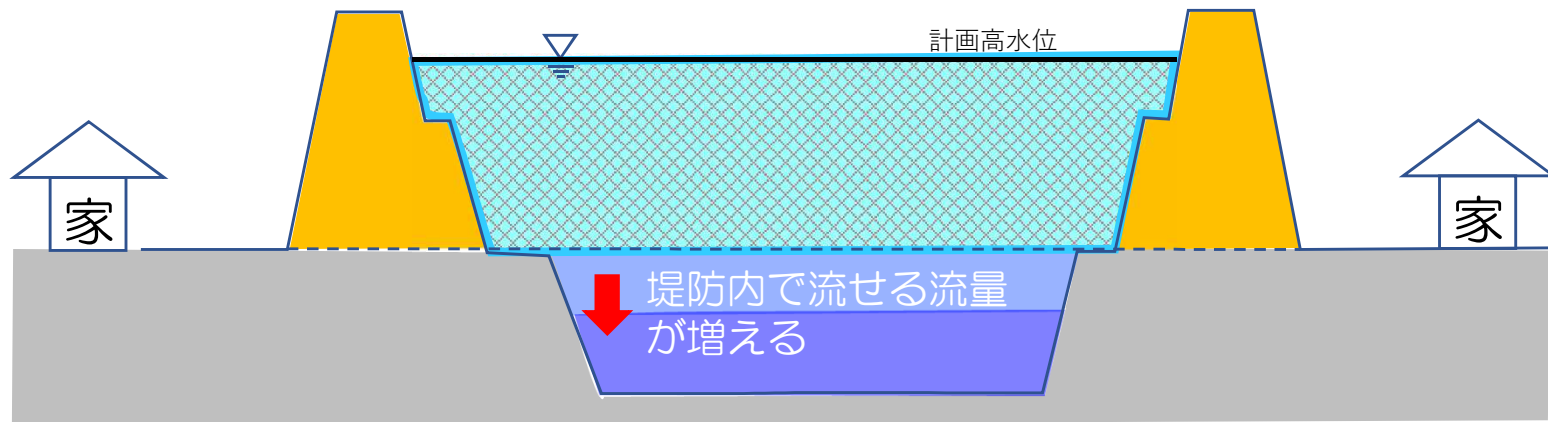 計画高水位
家
家
堤防内で流せる流量
が増える